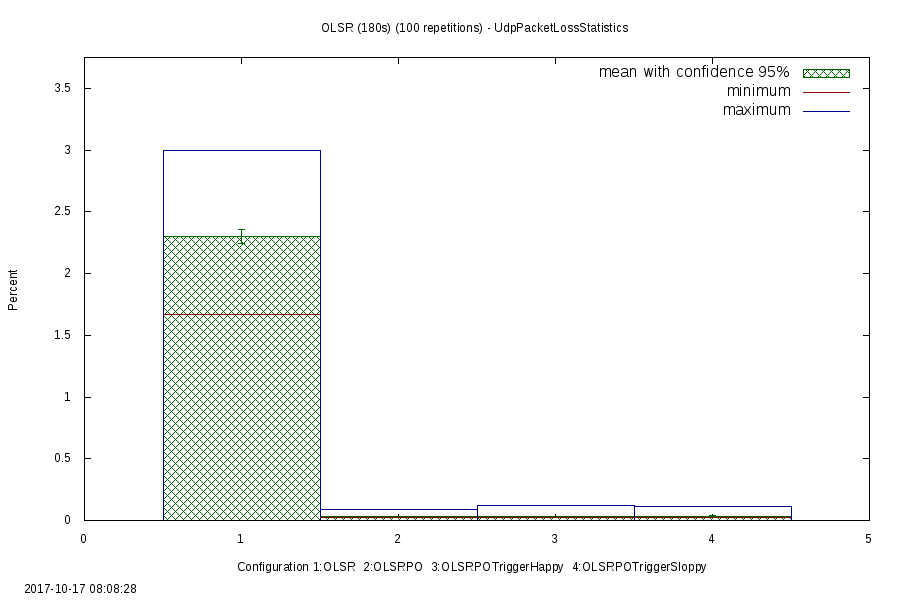 OLSR (180s) (100 repetitions) - UdpPacketLossStatistics
mean with confidence 95%
minimum
maximum
3.5
3
2.5
2
1.5
1
0.5
0
Percent
0 1 2 3 4 5
Configuration 1:OLSR 2:OLSRPO 3:OLSRPOTriggerHappy 4:OLSRPOTriggerSloppy
2017-10-17 08:08:28